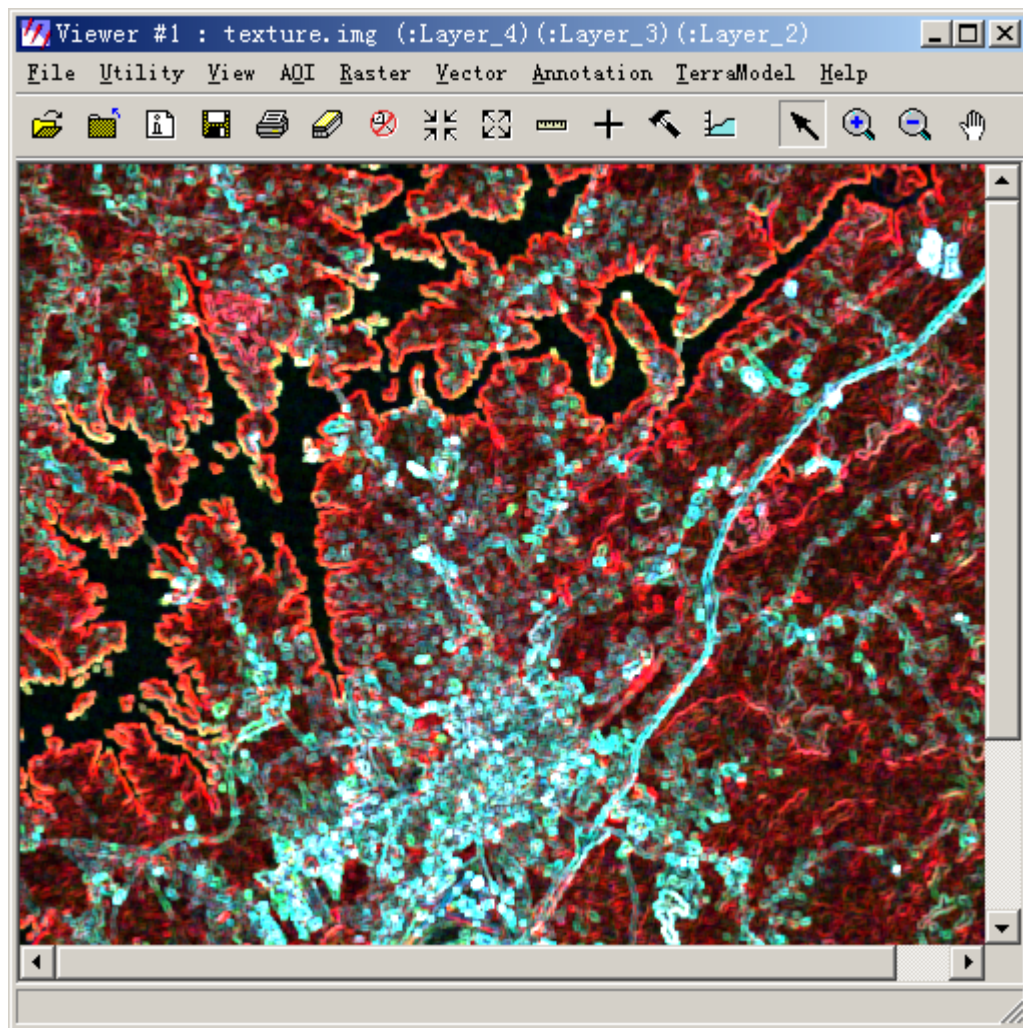 Viewer #1 : texture.img (:Layer_4)(:Layer_3)(:Layer_2)
File Utility View AOI Raster Vector Annotation TerraModel Help